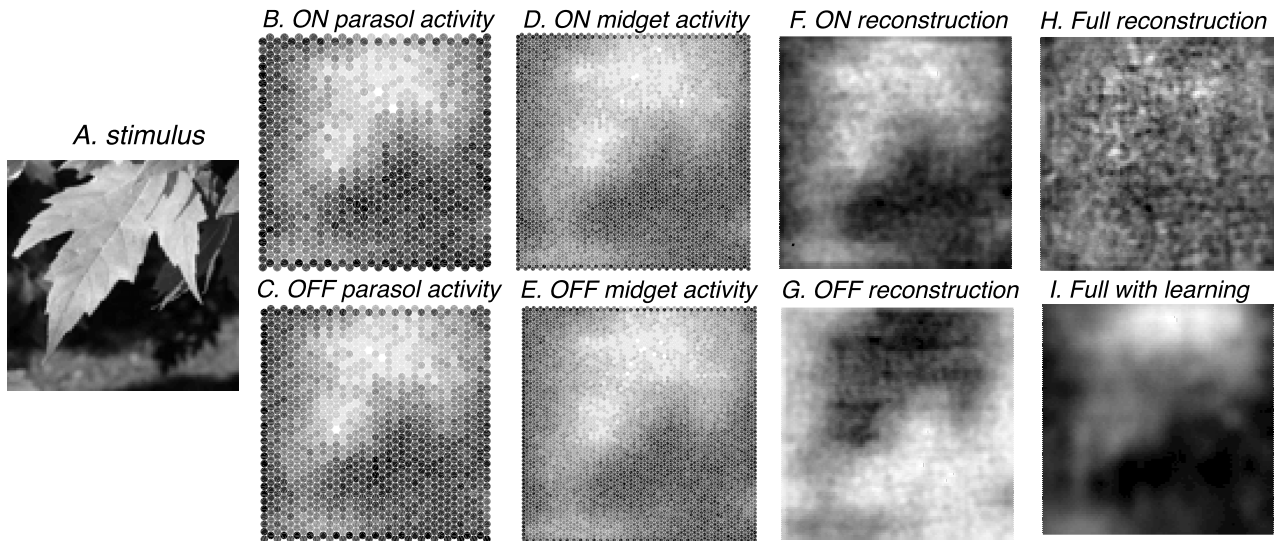 A. stimulus
B. ON parasol activity
C. OFF parasol activity
D. ON midget activity
E. OFF midget activity
F. ON reconstruction
G. OFF reconstruction
H. Full reconstruction
I. Full with learning